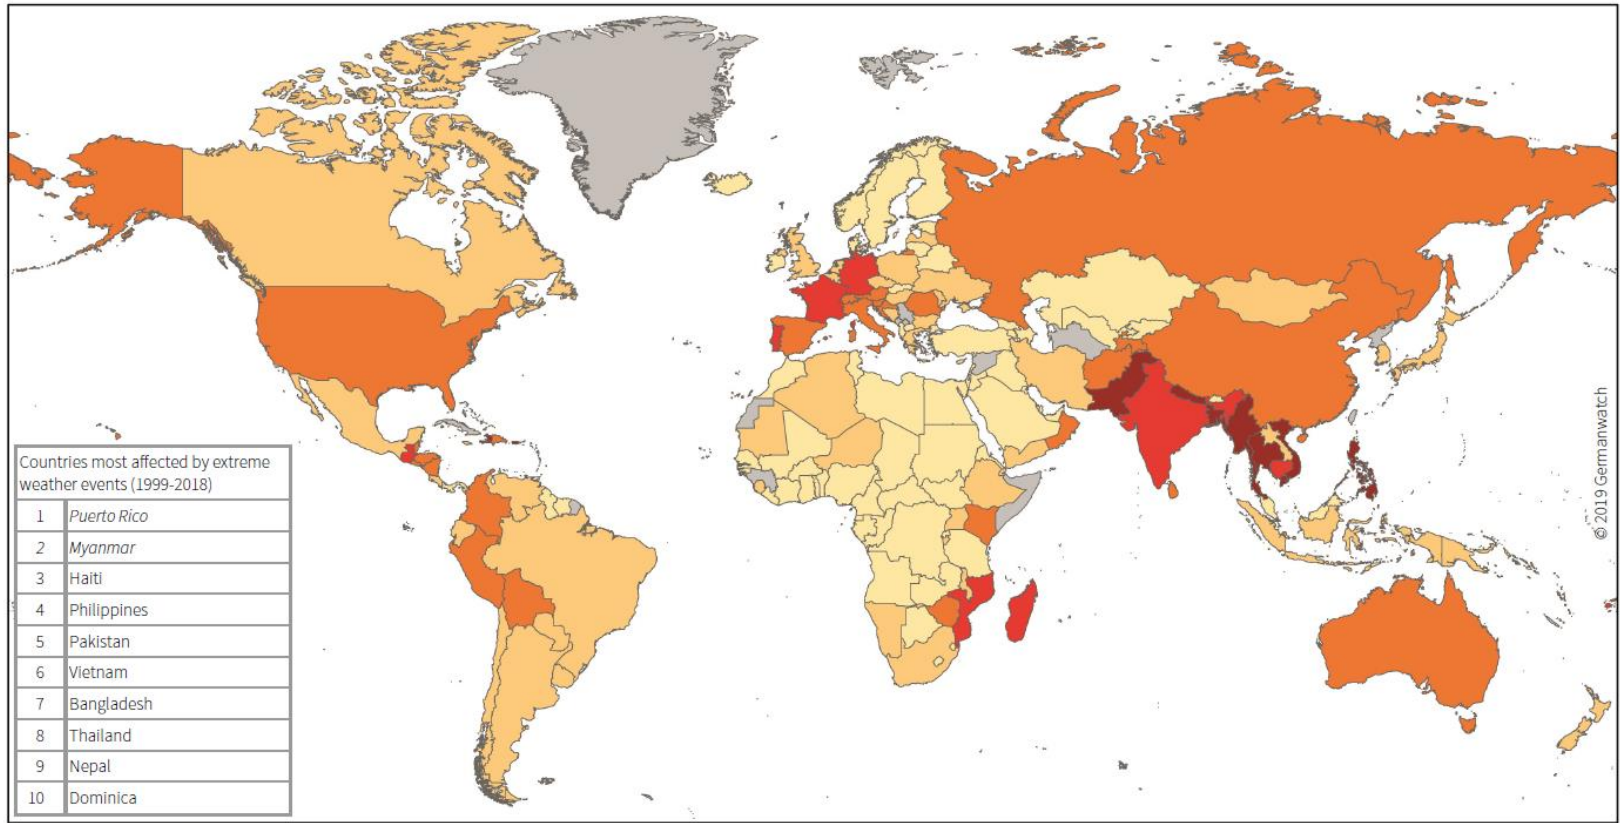 Countries most affected by extreme
weather events (1999-2018)
1 Puerto Rico
2 Myanmar
3 Haiti
4 Philippines
5 Pakistan
6 Vietnam
7 Bangladesh
8 Thailand
9 Nepal
10 Dominica
© 2019 Germanwatch